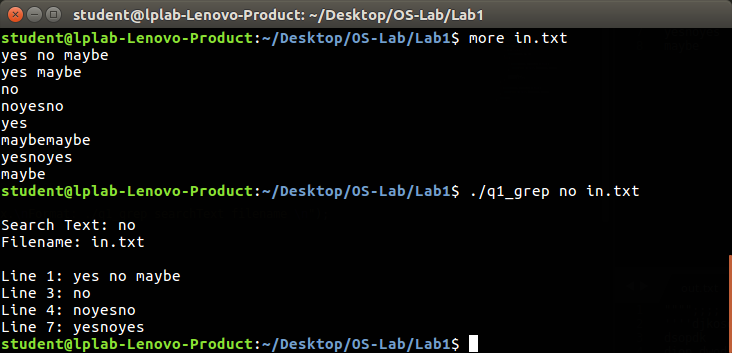 student@lplab-Lenovo-Product: ~/Desktop/OS-Lab/Lab1
student@lplab-Lenovo-Product:~/Desktop/OS-Lab/Lab1$ more in.txt
yes no maybe
yes maybe
no
noyesno
yes
maybemaybe
yesnoyes
maybe
student@lplab-Lenovo-Product:~/Desktop/OS-Lab/Lab1$ ./q1_grep no in.txt
Search Text: no
Filename: in.txt
Line 1: yes no maybe
Line 3: no
Line 4: noyesno
Line 7: yesnoyes
student@lplab-Lenovo-Product:~/Desktop/OS-Lab/Lab1$